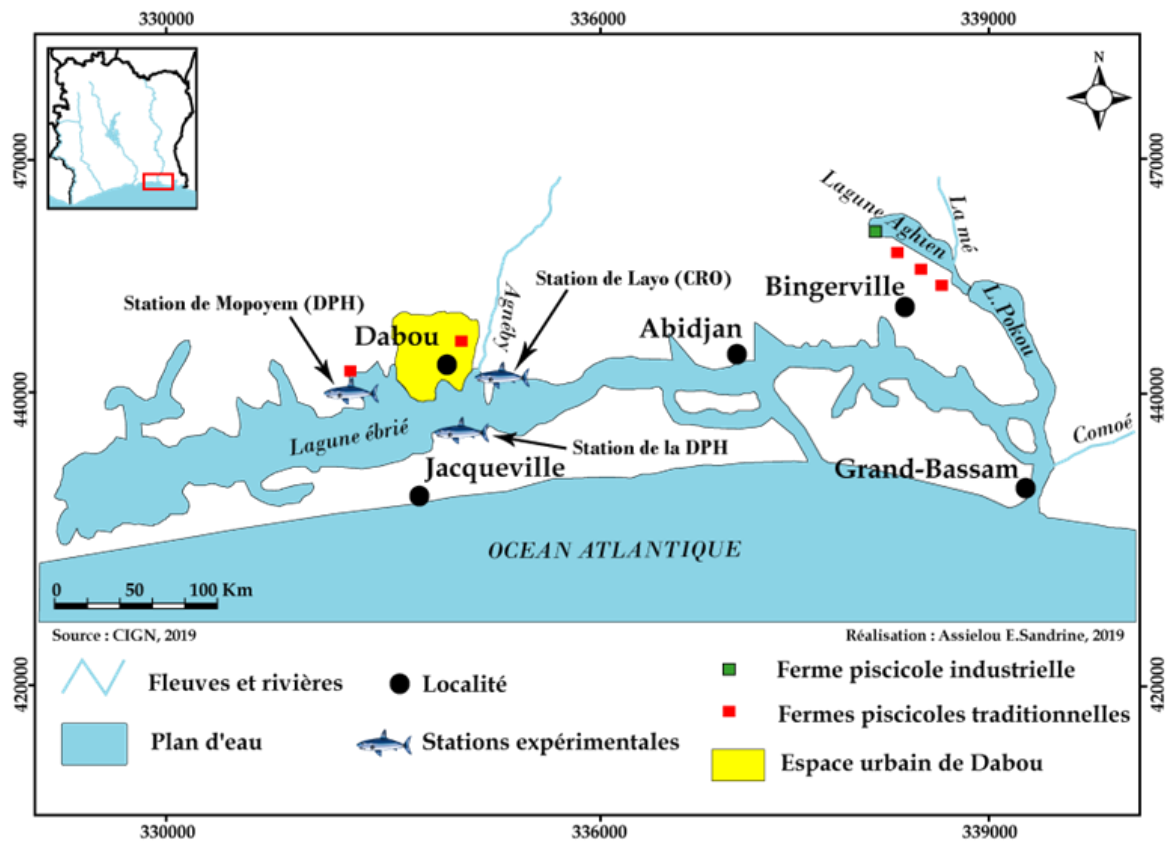 330000
336000
339000
N
470000
470000
Lagune Aghien
La mé
Station de Layo (CRO)
Station de Mopoyem (DPH)
Agnéby
Bingerville
L. Pokou
Abidjan
Dabou
440000
440000
Lagune ébrié
Station de la DPH
Comoé
Jacqueville
Grand-Bassam
OCEAN ATLANTIQUE
0 50 100 Km
Source : CIGN, 2019
Réalisation : Assielou E.Sandrine, 2019
420000
420000
Fleuves et rivières
Localité
Ferme piscicole industrielle
Fermes piscicoles traditionnelles
Plan d'eau
Stations expérimentales
Espace urbain de Dabou
330000
336000
339000